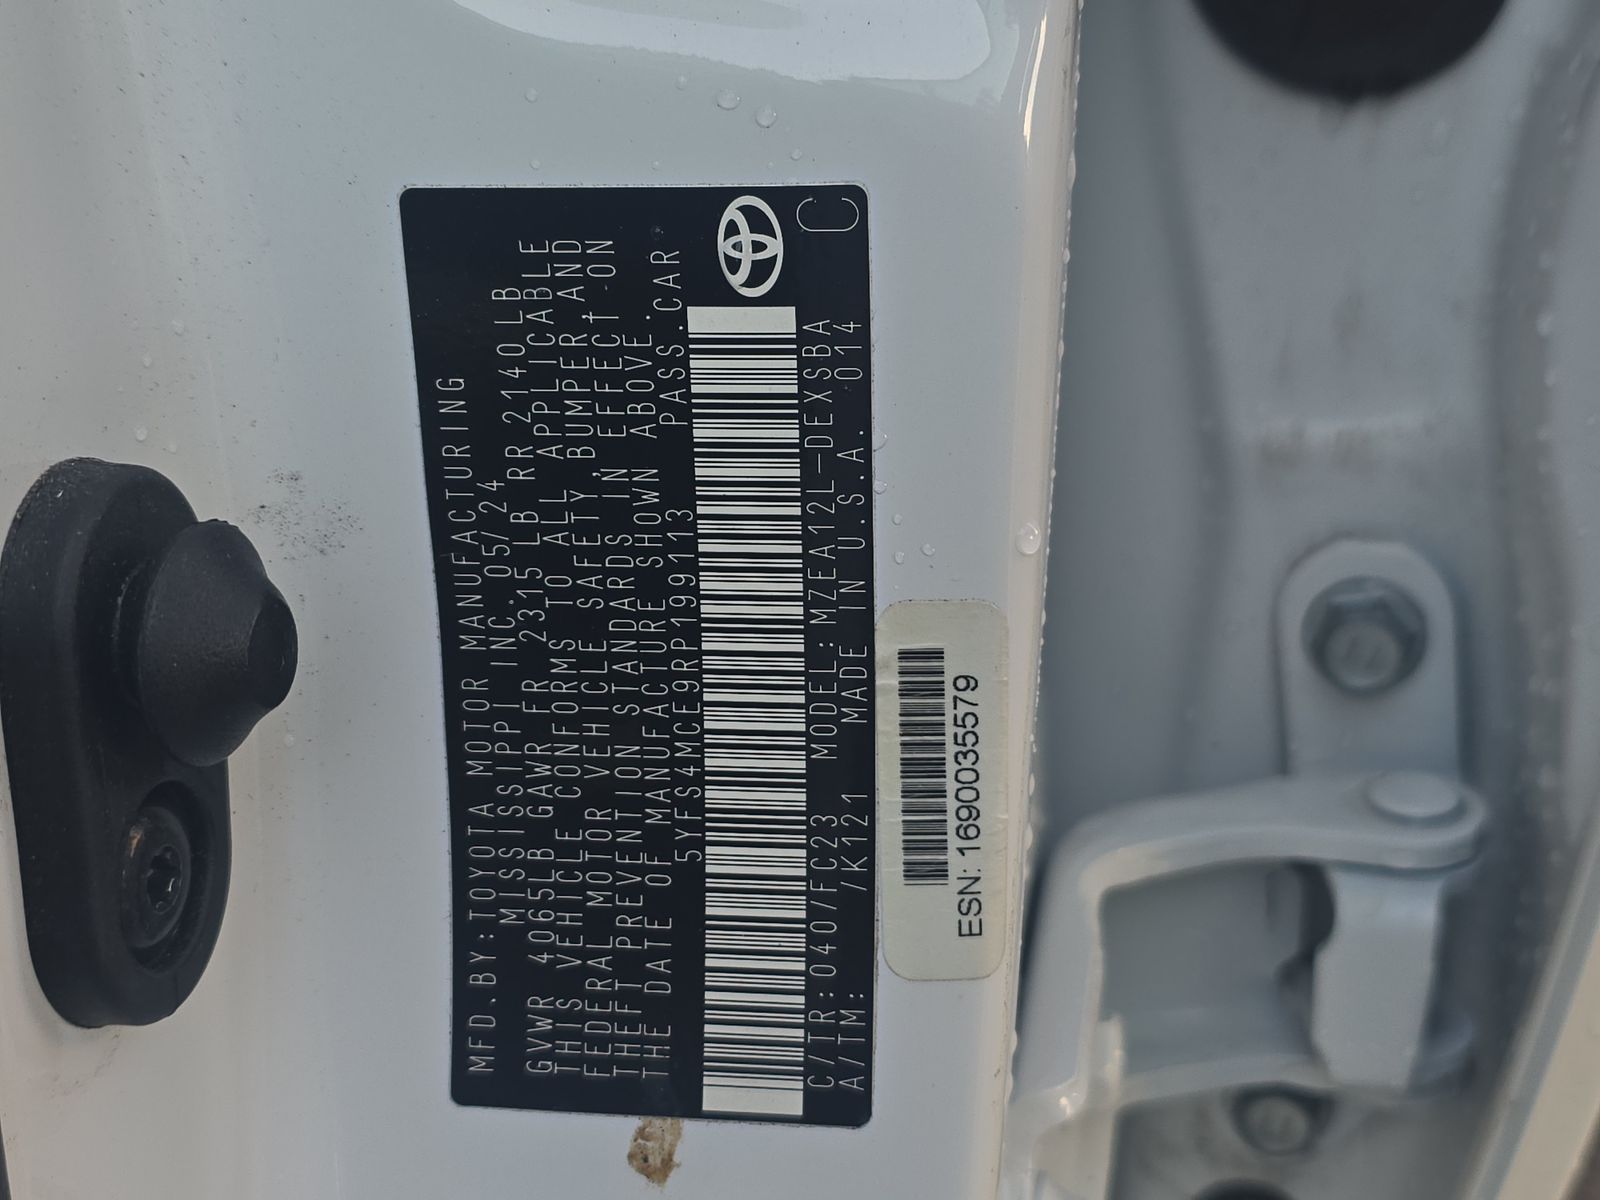 MFD.BY:TOYOTA MOTOR MANUFACTURING
MISSISSIPPI INC. 05/24
GVWR 4065LB GAWR FR 2315 LB RR 2140LB
THIS VEHICLE CONFORMS TO ALL APPLICABLE
FEDERAL MOTOR VEHICLE SAFETY, BUMPER, AND
THEFT PREVENTION STANDARDS IN EFFECT ON
THE DATE OF MANUFACTURE SHOWN ABOVE.
5YFS4MCE9RP199113 PASS.CAR
C/TR:040/FC23 MODEL:MZEA12L-DEXSBA
A/TM: /K121 MADE IN U.S.A. 014
C
ESN: 1690035579